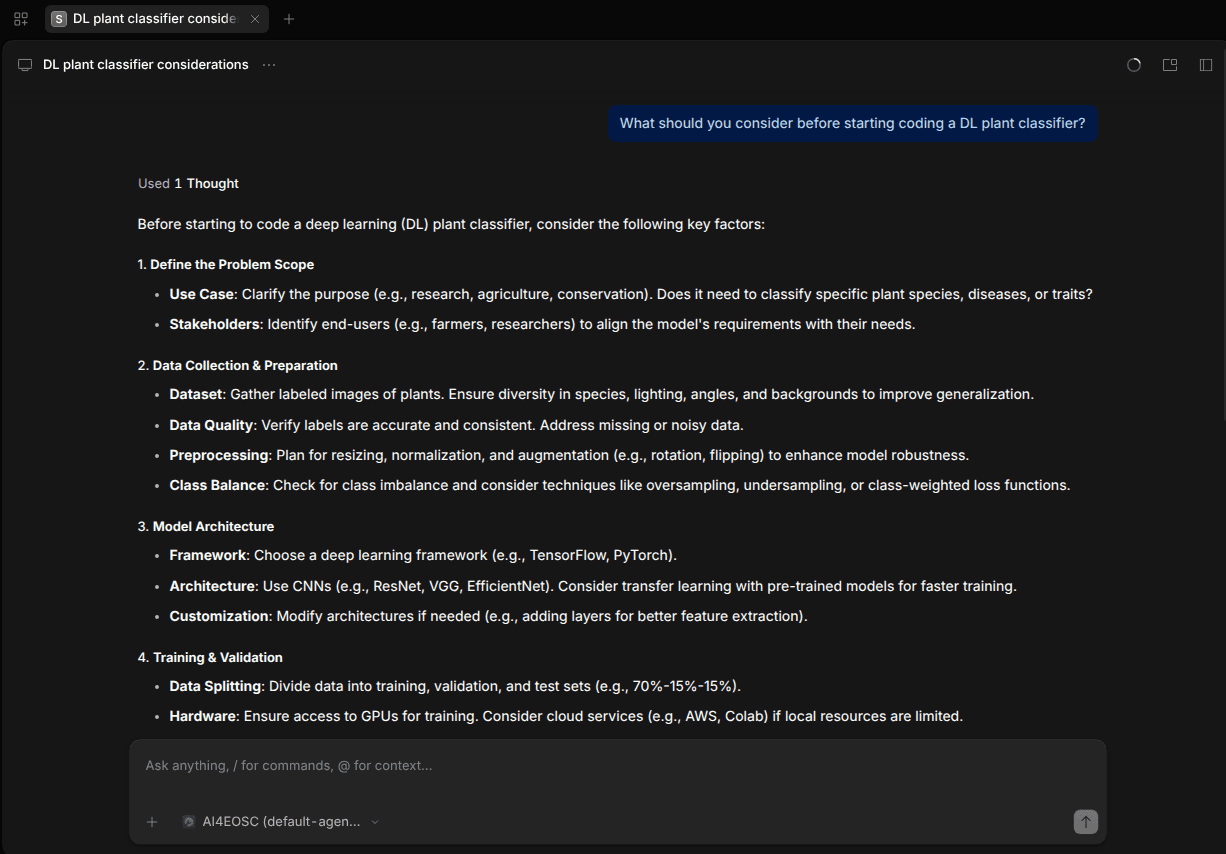 S DL plant classifier conside
DL plant classifier considerations ...
What should you consider before starting coding a DL plant classifier?
Used 1 Thought
Before starting to code a deep learning (DL) plant classifier, consider the following key factors:
1. Define the Problem Scope
• Use Case: Clarify the purpose (e.g., research, agriculture, conservation). Does it need to classify specific plant species, diseases, or traits?
• Stakeholders: Identify end-users (e.g., farmers, researchers) to align the model's requirements with their needs.
2. Data Collection & Preparation
• Dataset: Gather labeled images of plants. Ensure diversity in species, lighting, angles, and backgrounds to improve generalization.
• Data Quality: Verify labels are accurate and consistent. Address missing or noisy data.
• Preprocessing: Plan for resizing, normalization, and augmentation (e.g., rotation, flipping) to enhance model robustness.
• Class Balance: Check for class imbalance and consider techniques like oversampling, undersampling, or class-weighted loss functions.
3. Model Architecture
• Framework: Choose a deep learning framework (e.g., TensorFlow, PyTorch).
• Architecture: Use CNNs (e.g., ResNet, VGG, EfficientNet). Consider transfer learning with pre-trained models for faster training.
• Customization: Modify architectures if needed (e.g., adding layers for better feature extraction).
4. Training & Validation
• Data Splitting: Divide data into training, validation, and test sets (e.g., 70%-15%-15%).
• Hardware: Ensure access to GPUs for training. Consider cloud services (e.g., AWS, Colab) if local resources are limited.
Ask anything, / for commands, @ for context...
AI4EOSC (default-agen...